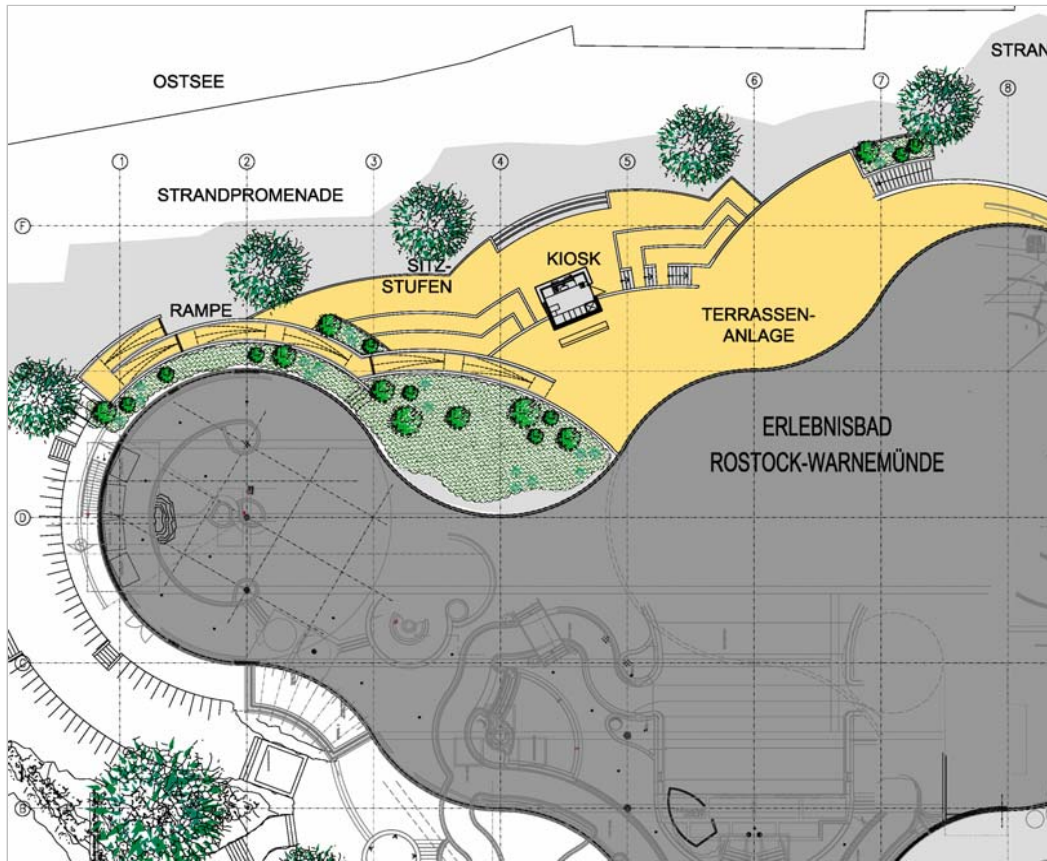 STRAN
OSTSEE
6
7
8
1
2
3
4
5
STRANDPROMENADE
F
KIOSK
SITZ-
STUFEN
RAMPE
TERRASSEN-
ANLAGE
ERLEBNISBAD
ROSTOCK-WARNEMÜNDE
D
C
B